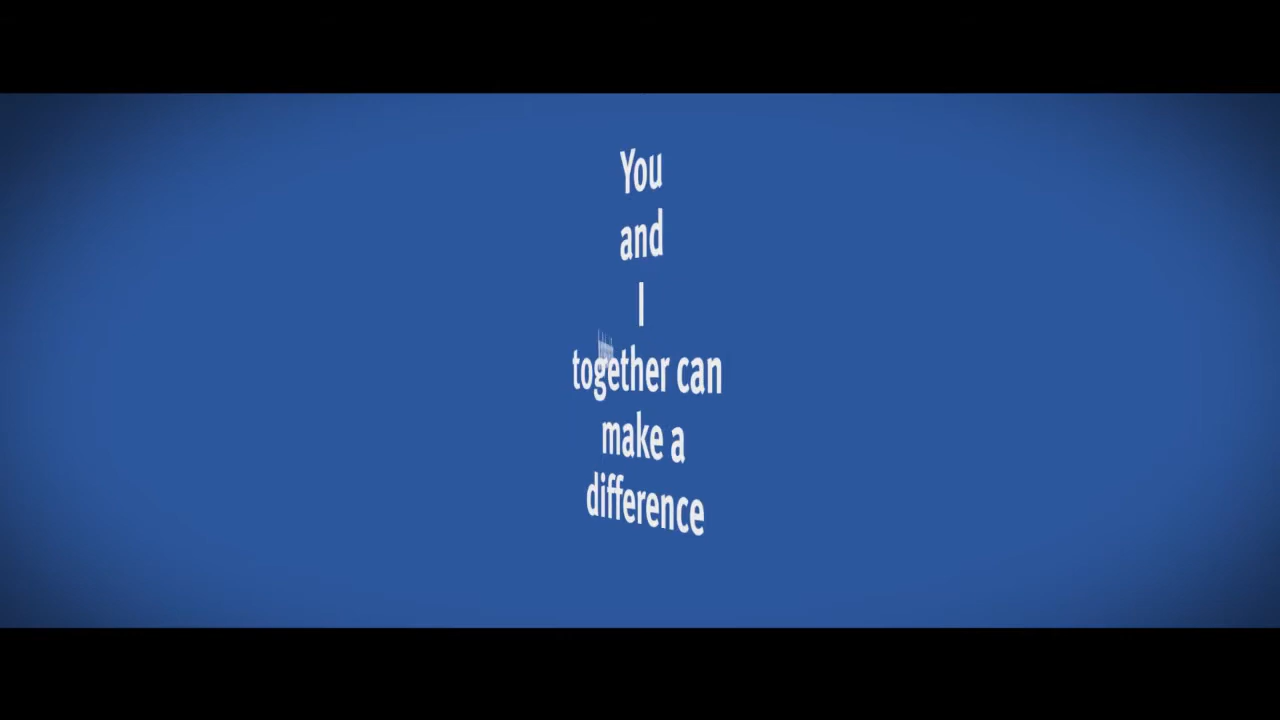 You
and
I
together can
make a
difference